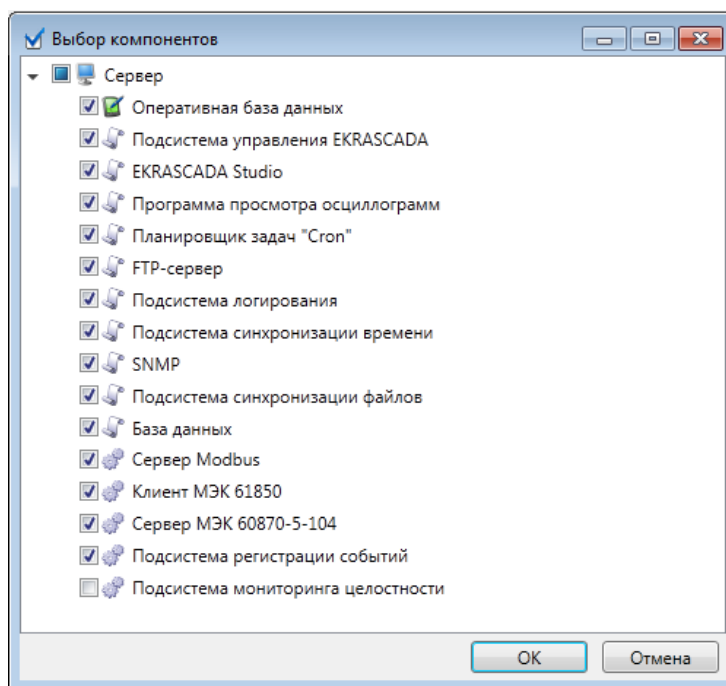 Выбор компонентов
Сервер
Оперативная база данных
Подсистема управления EKRASCADA
EKRASCADA Studio
Программа просмотра осциллограмм
Планировщик задач "Cron"
FTP-сервер
Подсистема логирования
Подсистема синхронизации времени
SNMP
Подсистема синхронизации файлов
База данных
Сервер Modbus
Клиент МЭК 61850
Сервер МЭК 60870-5-104
Подсистема регистрации событий
Подсистема мониторинга целостности
OK Отмена